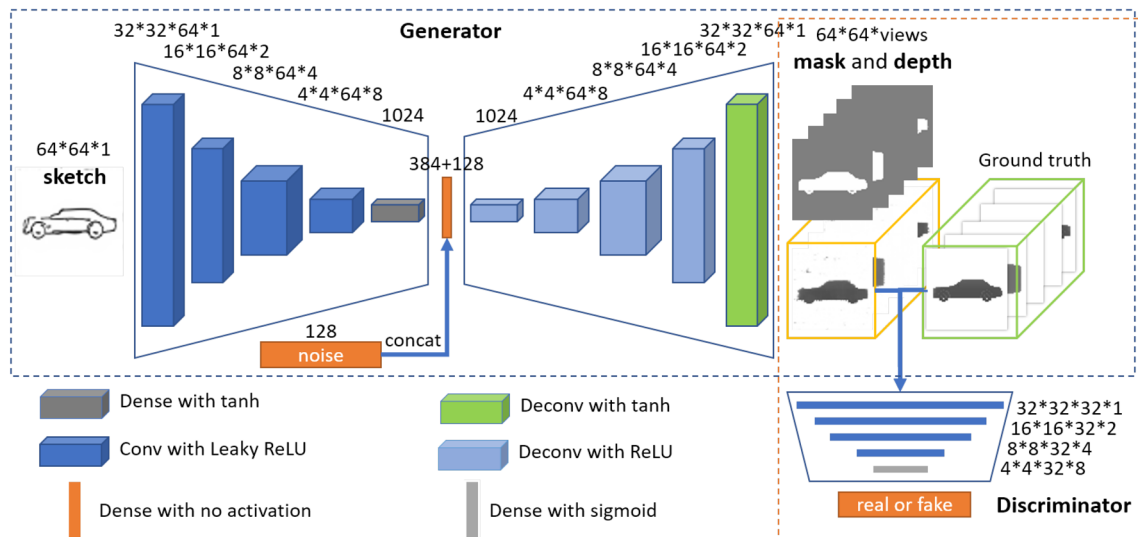 Generator
32*32*64*1
16*16*64*2
8*8*64*4
4*4*64*8
1024
64*64*1
sketch
384+128
128
noise
concat
1024
4*4*64*8
8*8*64*4
16*16*64*2
32*32*64*1
64*64*views
mask and depth
Ground truth
Dense with tanh
Conv with Leaky ReLU
Dense with no activation
Deconv with tanh
Deconv with ReLU
Dense with sigmoid
32*32*32*1
16*16*32*2
8*8*32*4
4*4*32*8
real or fake
Discriminator